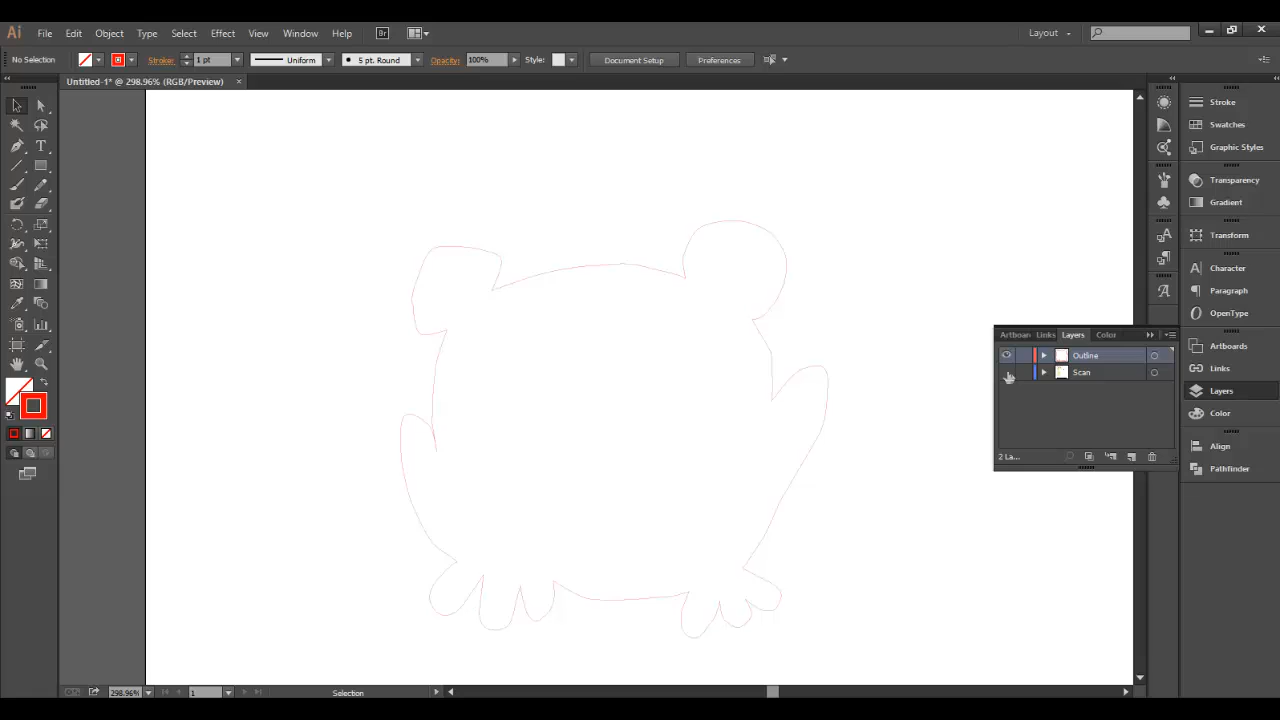 Ai File Edit Object Type Select Effect View Window Help Br Layout
No Selection Stroke: 1 pt Uniform 5 pt. Round Opacity: 100% Style: Document Setup Preferences
Untitled-1* @ 298.96% (RGB/Preview)
Stroke
Swatches
Graphic Styles
Transparency
Gradient
Transform
Character
Paragraph
OpenType
Artboards
Links
Layers
Color
Align
Pathfinder
Artboan Links Layers Color
Outline
Scan
2 La...
298.96% 1 Selection